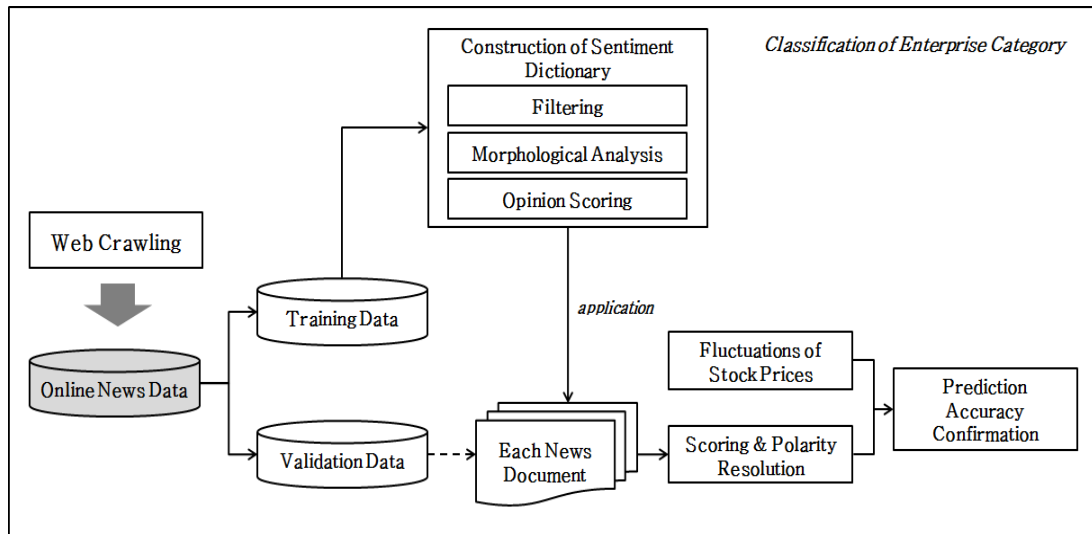 Construction of Sentiment
Dictionary
Filtering
Morphological Analysis
Opinion Scoring
Classification of Enterprise Category
Web Crawling
Online News Data
Training Data
Validation Data
application
Each News
Document
Fluctuations of
Stock Prices
Scoring & Polarity
Resolution
Prediction
Accuracy
Confirmation